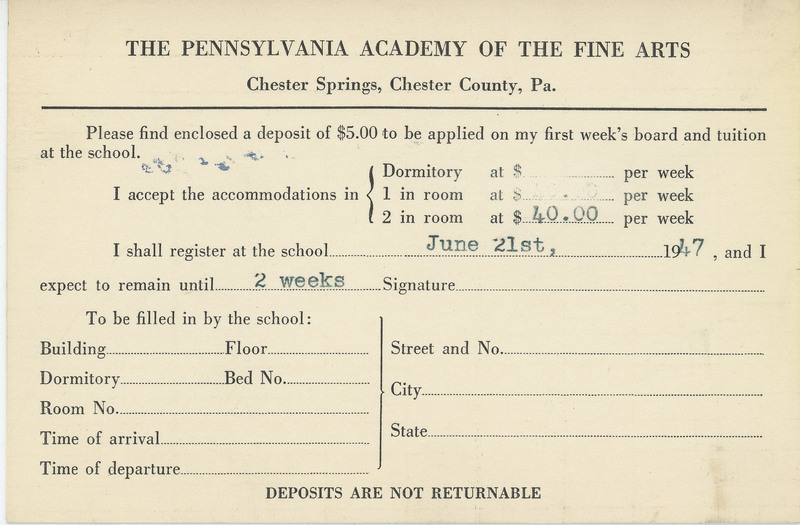 THE PENNSYLVANIA ACADEMY OF THE FINE ARTS
Chester Springs, Chester County, Pa.
Please find enclosed a deposit of $5.00 to be applied on my first week's board and tuition
at the school.
Dormitory at $ per week
I accept the accommodations in { 1 in room at $ per week
2 in room at $ 40.00 per week
I shall register at the school June 21st, 1947, and I
expect to remain until 2 weeks Signature
To be filled in by the school:
Building Floor
Street and No.
Dormitory Bed No.
City
Room No.
State
Time of arrival
Time of departure
DEPOSITS ARE NOT RETURNABLE